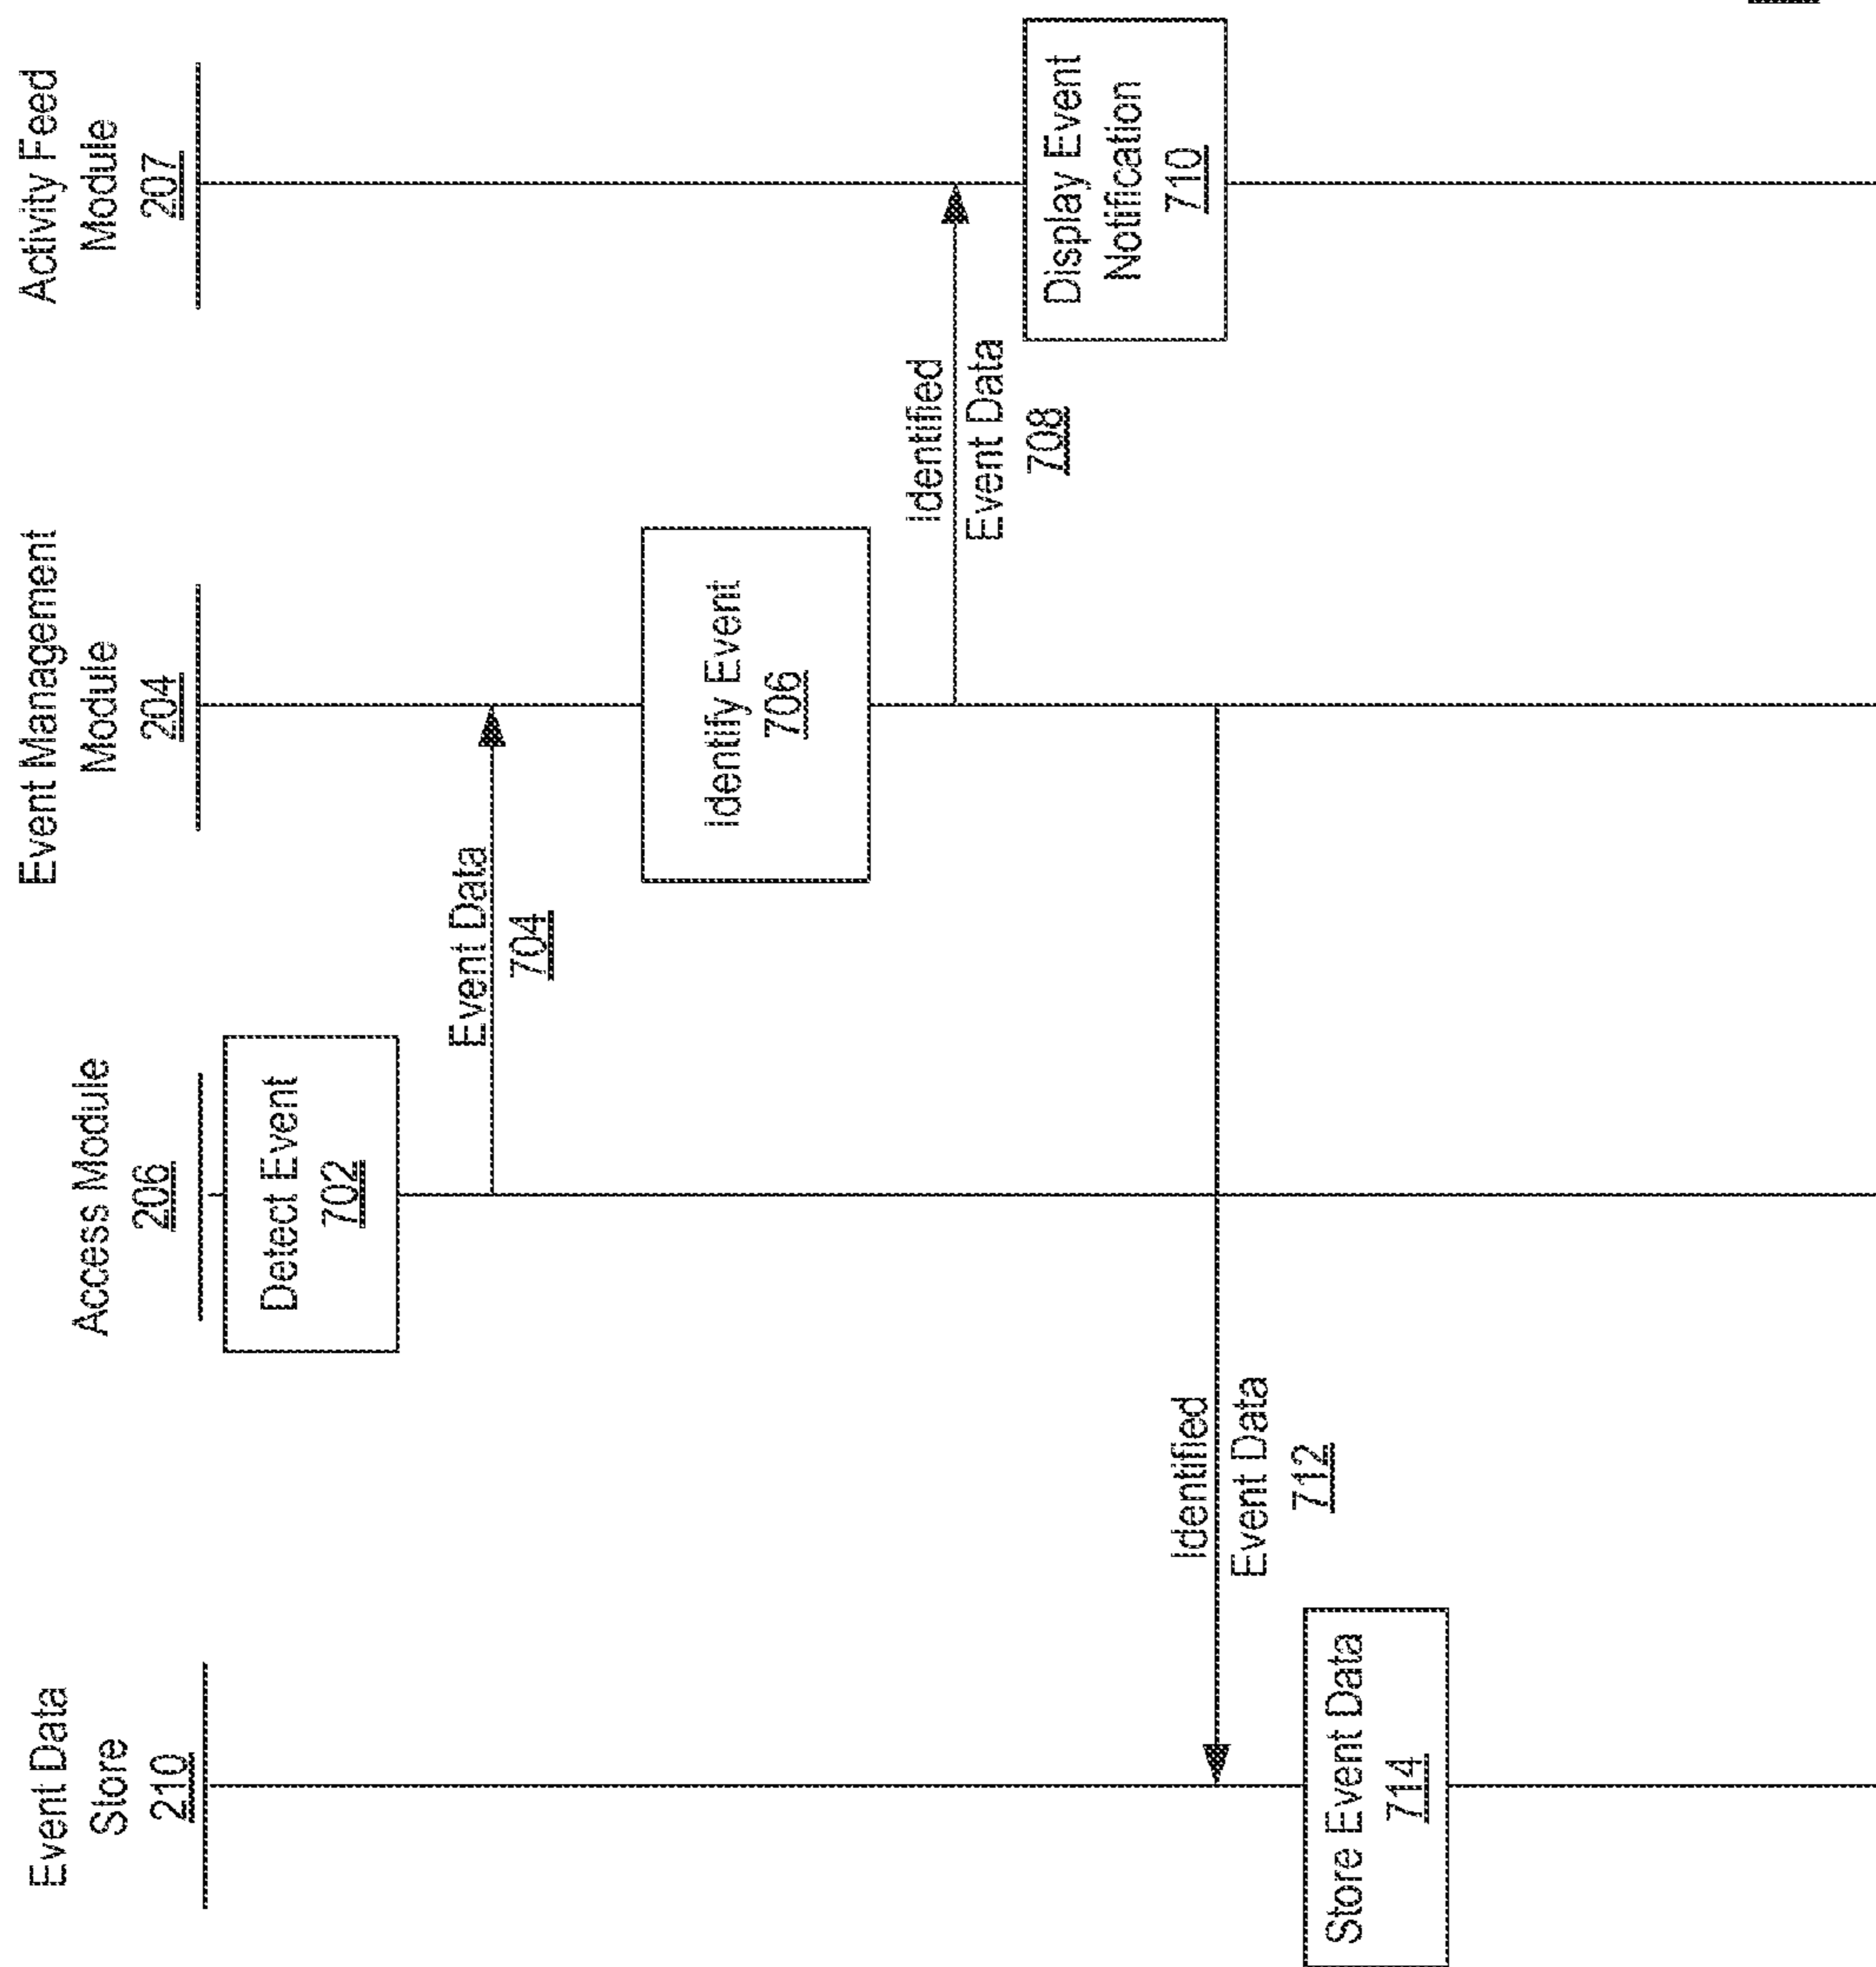 Event Data
Store
210
Access Module
206
Event Management
Module
204
Activity Feed
Module
207
Detect Event
702
Event Data
704
Identify Event
706
Identified
Event Data
708
Display Event
Notification
710
Identified
Event Data
712
Store Event Data
714